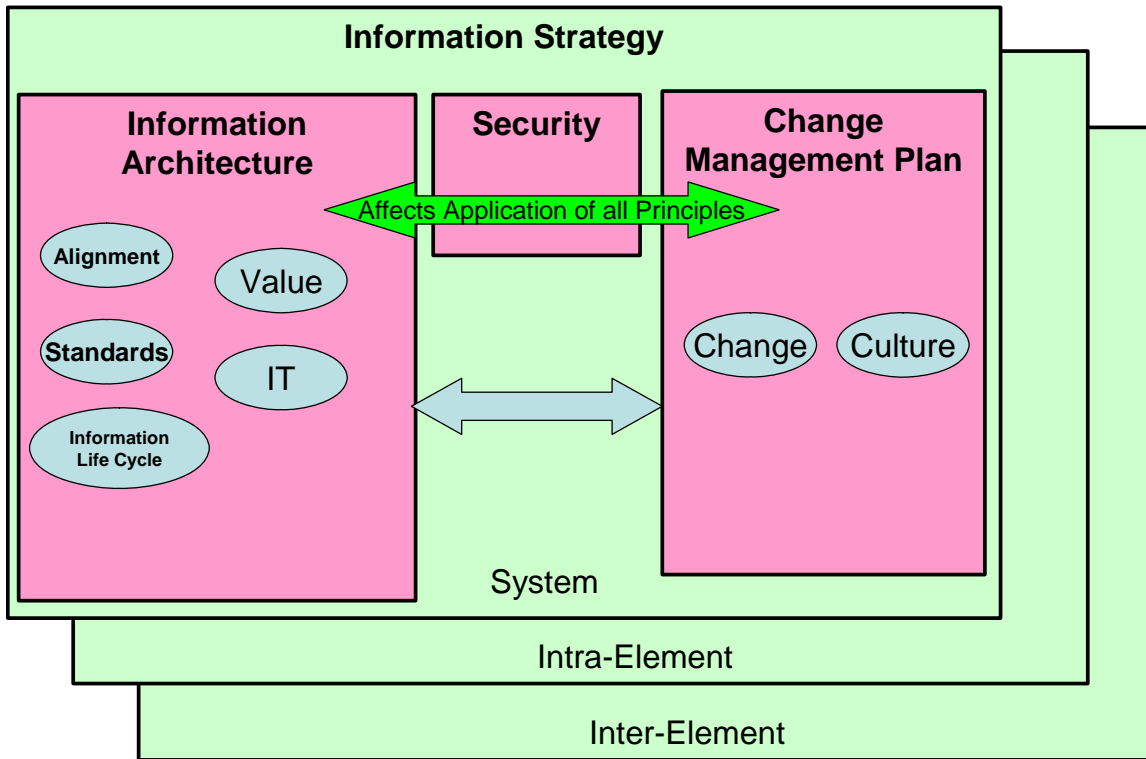 Information Strategy
Information
Architecture
Security
Change
Management Plan
Affects Application of all Principles
Alignment
Value
Standards
IT
Information
Life Cycle
Change
Culture
System
Intra-Element
Inter-Element